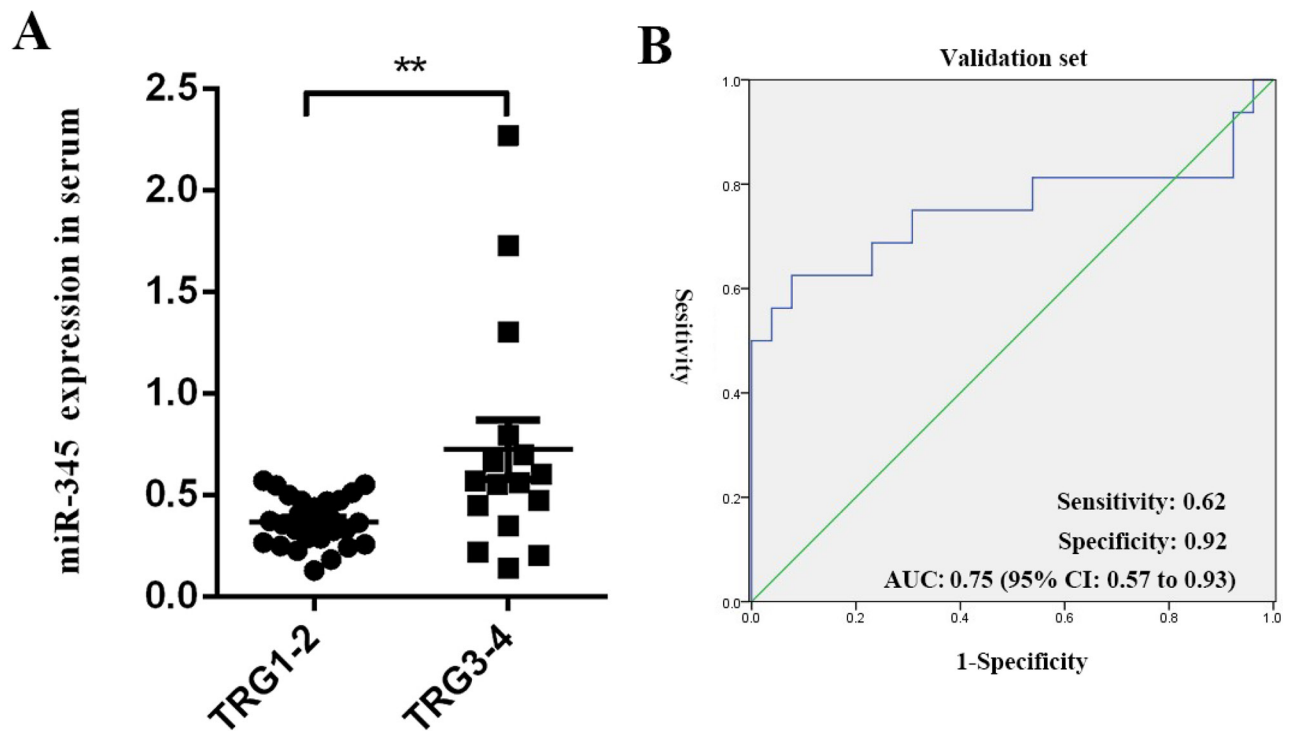 A
**
miR-345 expression in serum
2.5
2.0
1.5
1.0
0.5
0.0
TRG1-2
TRG3-4
B
Validation set
Sesitivity
1.0
0.8
0.6
0.4
0.2
0.0
Sensitivity: 0.62
Specificity: 0.92
AUC: 0.75 (95% CI: 0.57 to 0.93)
0.0 0.2 0.4 0.6 0.8 1.0
1-Specificity